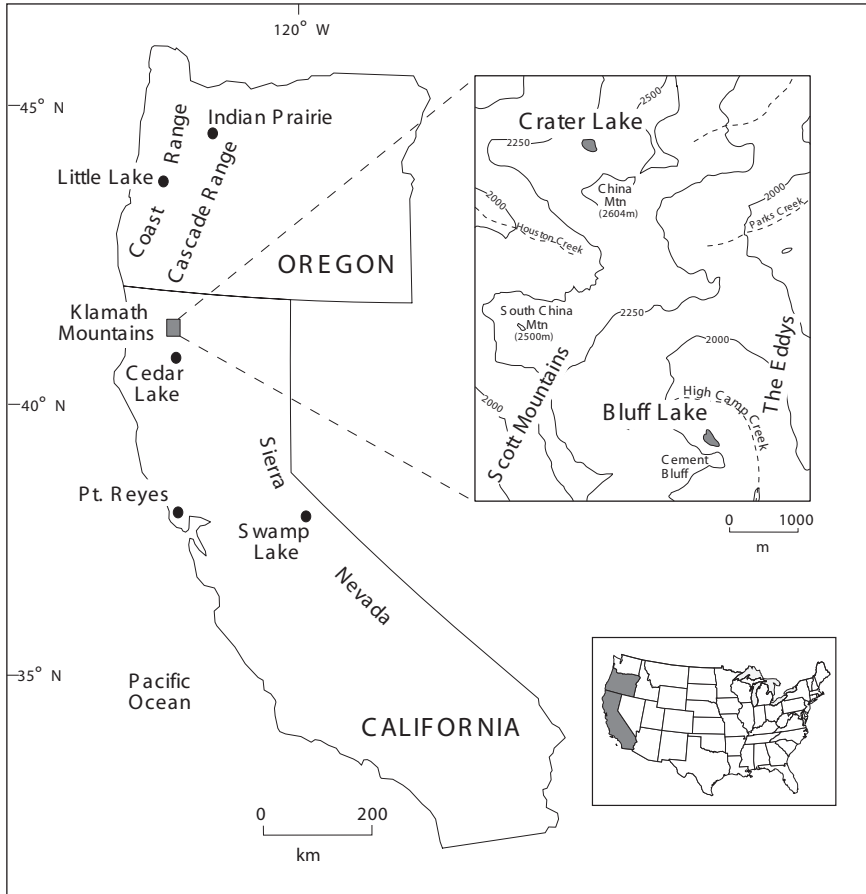 120° W
45° N
Indian Prairie
Little Lake
Coast Range
Cascade Range
OREGON
Klamath
Mountains
Cedar
Lake
40° N
Sierra
Nevada
Pt. Reyes
Swamp
Lake
35° N
Pacific
Ocean
CALIFORNIA
0 200
km
2500
Crater Lake
2250
China
Mtn
(2604m)
2000
2000
Houston Creek
Parks Creek
South China
Mtn
(2500m)
2250
2000
Scott Mountains
The Eddys
High Camp Creek
2000
Bluff Lake
Cement
Bluff
0 1000
m